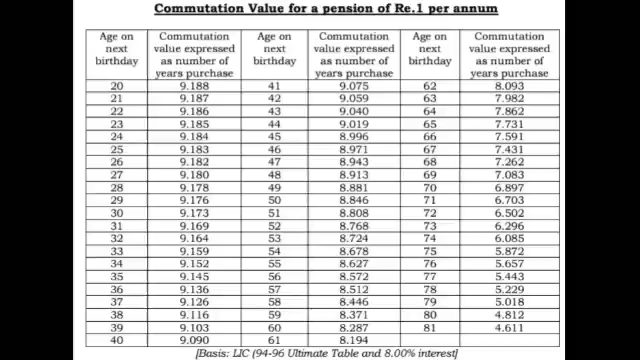 Commutation Value for a pension of Re.1 per annum
Age on next birthday Commutation value expressed as number of years purchase Age on next birthday Commutation value expressed as number of years purchase Age on next birthday Commutation value expressed as number of years purchase
20 9.188 41 9.075 62 8.093
21 9.187 42 9.059 63 7.982
22 9.186 43 9.040 64 7.862
23 9.185 44 9.019 65 7.731
24 9.184 45 8.996 66 7.591
25 9.183 46 8.971 67 7.431
26 9.182 47 8.943 68 7.262
27 9.180 48 8.913 69 7.083
28 9.178 49 8.881 70 6.897
29 9.176 50 8.846 71 6.703
30 9.173 51 8.808 72 6.502
31 9.169 52 8.768 73 6.296
32 9.164 53 8.724 74 6.085
33 9.159 54 8.678 75 5.872
34 9.152 55 8.627 76 5.657
35 9.145 56 8.572 77 5.443
36 9.136 57 8.512 78 5.229
37 9.126 58 8.446 79 5.018
38 9.116 59 8.371 80 4.812
39 9.103 60 8.287 81 4.611
40 9.090 61 8.194
[Basis: LIC (94-96 Ultimate Table and 8.00% interest]